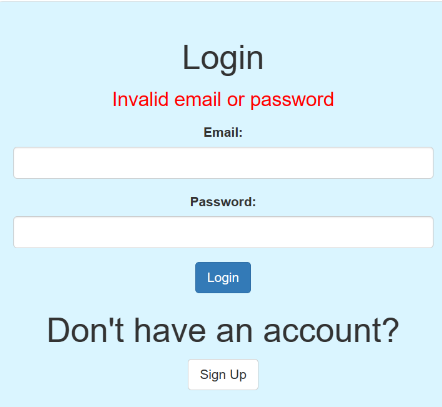 Login
Invalid email or password
Email:
Password:
Login
Don't have an account?
Sign Up